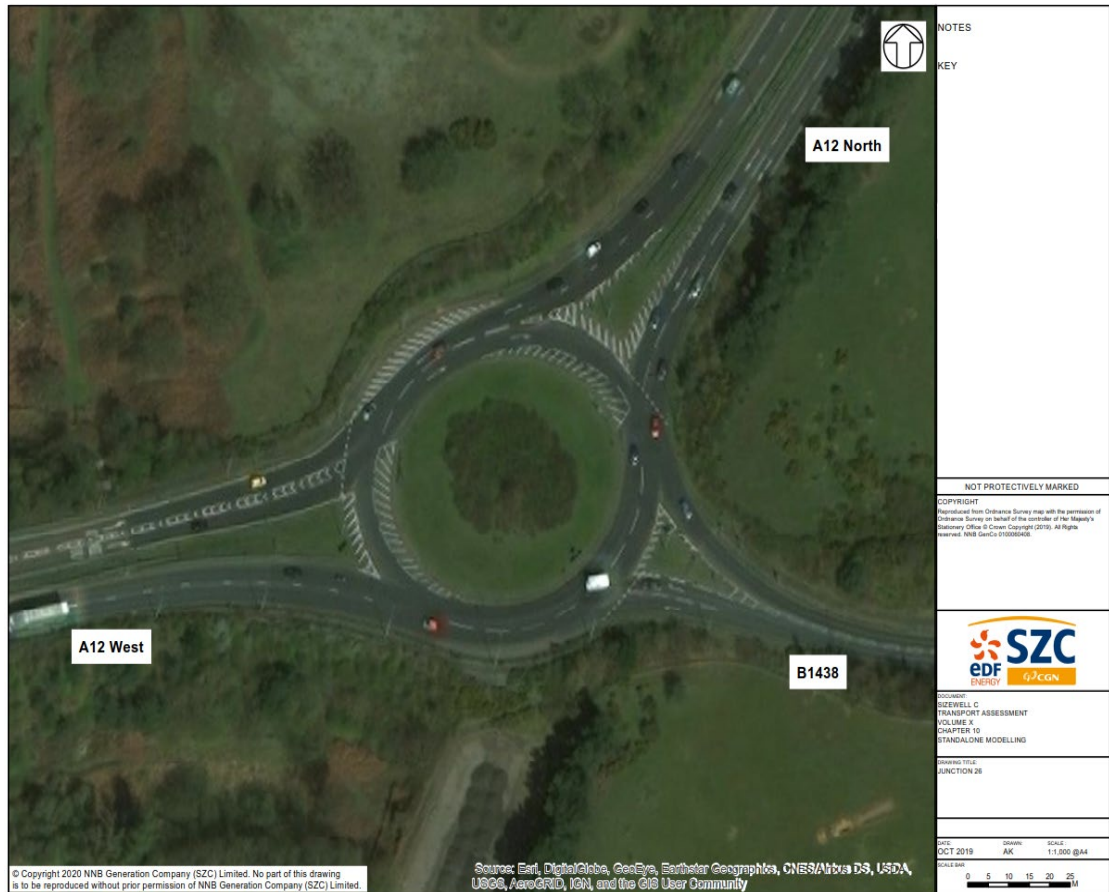 A12 North
A12 West
B1438
© Copyright 2020 NNB Generation Company (SZC) Limited. No part of this drawing
is to be reproduced without prior permission of NNB Generation Company (SZC) Limited.
Source: Esri, DigitalGlobe, GeoEye, Earthstar Geographics, CNES/Airbus DS, USDA,
USGS, AeroGRID, IGN, and the GIS User Community
NOTES
KEY
NOT PROTECTIVELY MARKED
COPYRIGHT
Reproduced from Ordnance Survey map with the permission of
Ordnance Survey on behalf of the controller of Her Majesty's
Stationery Office © Crown Copyright (2019). All Rights
reserved. NNB GenCo 0100060408.
eDF
ENERGY
SZC
CGN
DOCUMENT:
SIZEWELL C
TRANSPORT ASSESSMENT
VOLUME X
CHAPTER 10
STANDALONE MODELLING
DRAWING TITLE:
JUNCTION 26
DATE:
OCT 2019
DRAWN:
AK
SCALE :
1:1,000 @A4
SCALE BAR
0 5 10 15 20 25
M